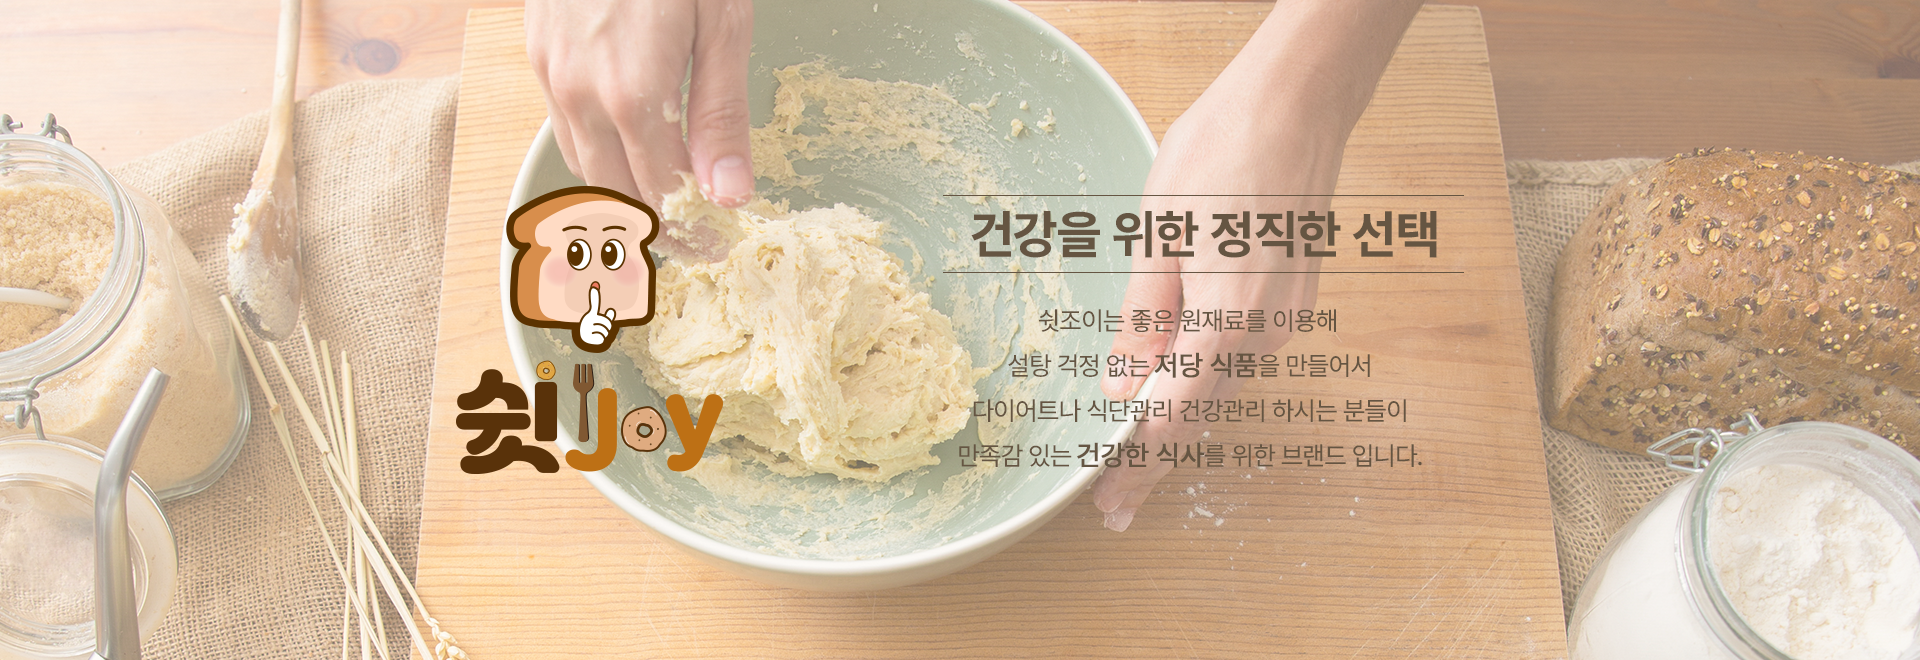 쉿Joy
건강을 위한 정직한 선택
쉿조이는 좋은 원재료를 이용해
설탕 걱정 없는 저당 식품을 만들어서
다이어트나 식단관리 건강관리 하시는 분들이
만족감 있는 건강한 식사를 위한 브랜드 입니다.